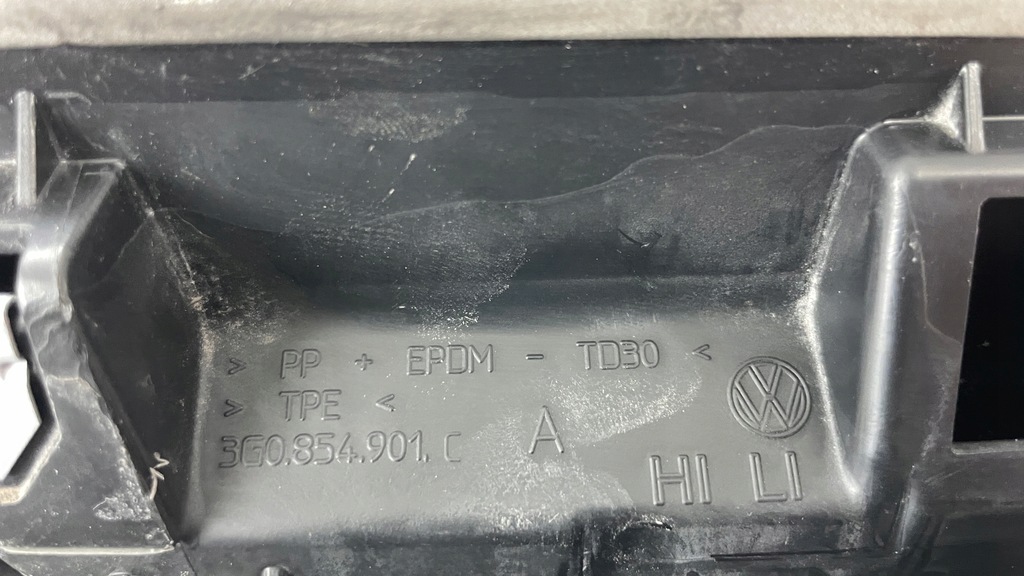 > PP + EPDM - TD30 <
> TPE <
3G0.854.901. C A
HI LI